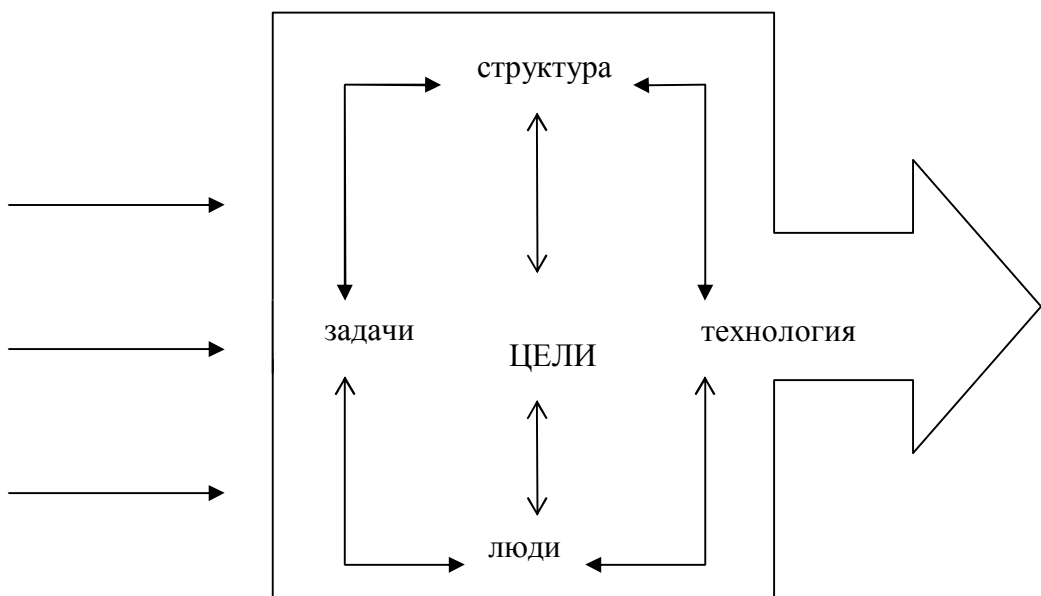 структура
задачи
ЦЕЛИ
технология
люди